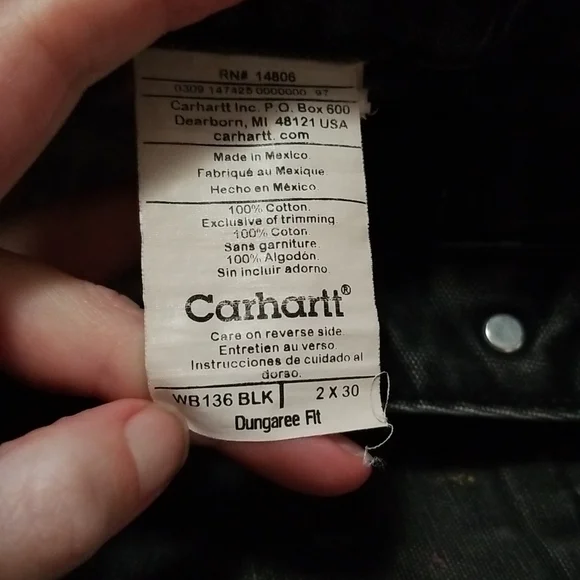 RN# 14806
0309 147425 0000000 97
Carhartt Inc. P.O. Box 600
Dearborn, MI 48121 USA
carhartt.com
Made in Mexico
Fabriqué au Mexique
Hecho en México
100% Cotton.
Exclusive of trimming
100% Coton
Sans garniture.
100% Algodón.
Sin incluir adorno
Carhartt®
Care on reverse side
Entretien au verso
Instrucciones de cuidado al
dorso.
WB136 BLK 2 X 30
Dungaree Fit